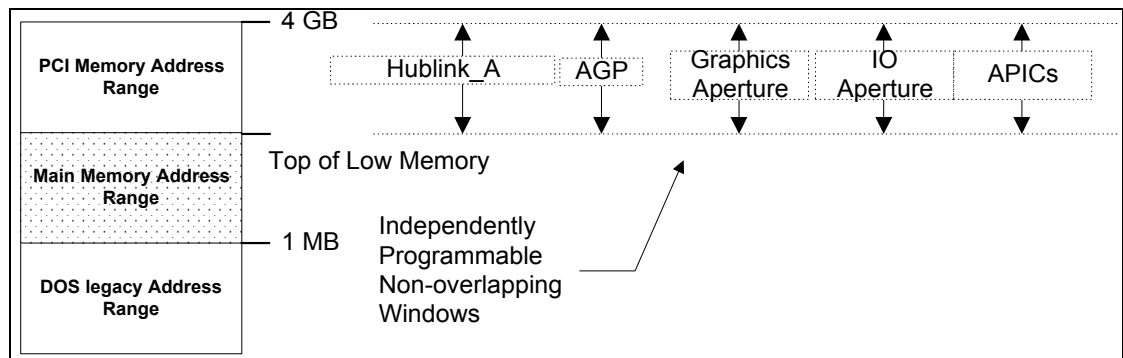 4 GB
PCI Memory Address
Range
Hublink_A
AGP
Graphics
Aperture
IO
Aperture
APICs
Top of Low Memory
Main Memory Address
Range
1 MB
Independently
Programmable
Non-overlapping
Windows
DOS legacy Address
Range